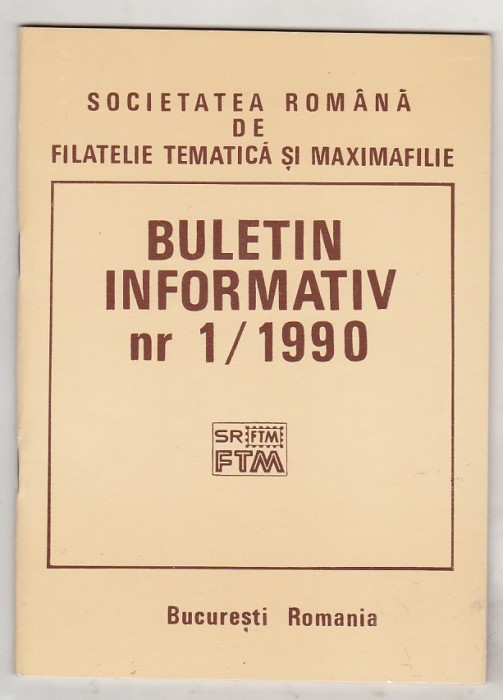 SOCIETATEA ROMÂNĂ
DE
FILATELIE TEMATICĂ ȘI MAXIMAFILIE
BULETIN
INFORMATIV
nr 1/1990
SR FTM
FTM
București Romania